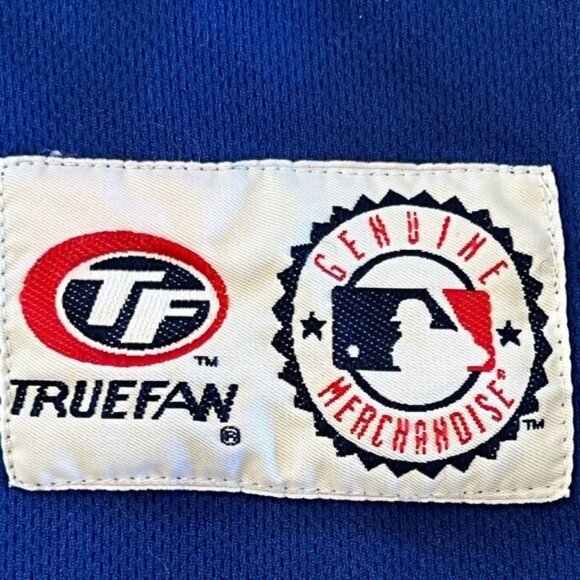 TF
™
TRUEFAN
®
GENUINE
MERCHANDISE®
™